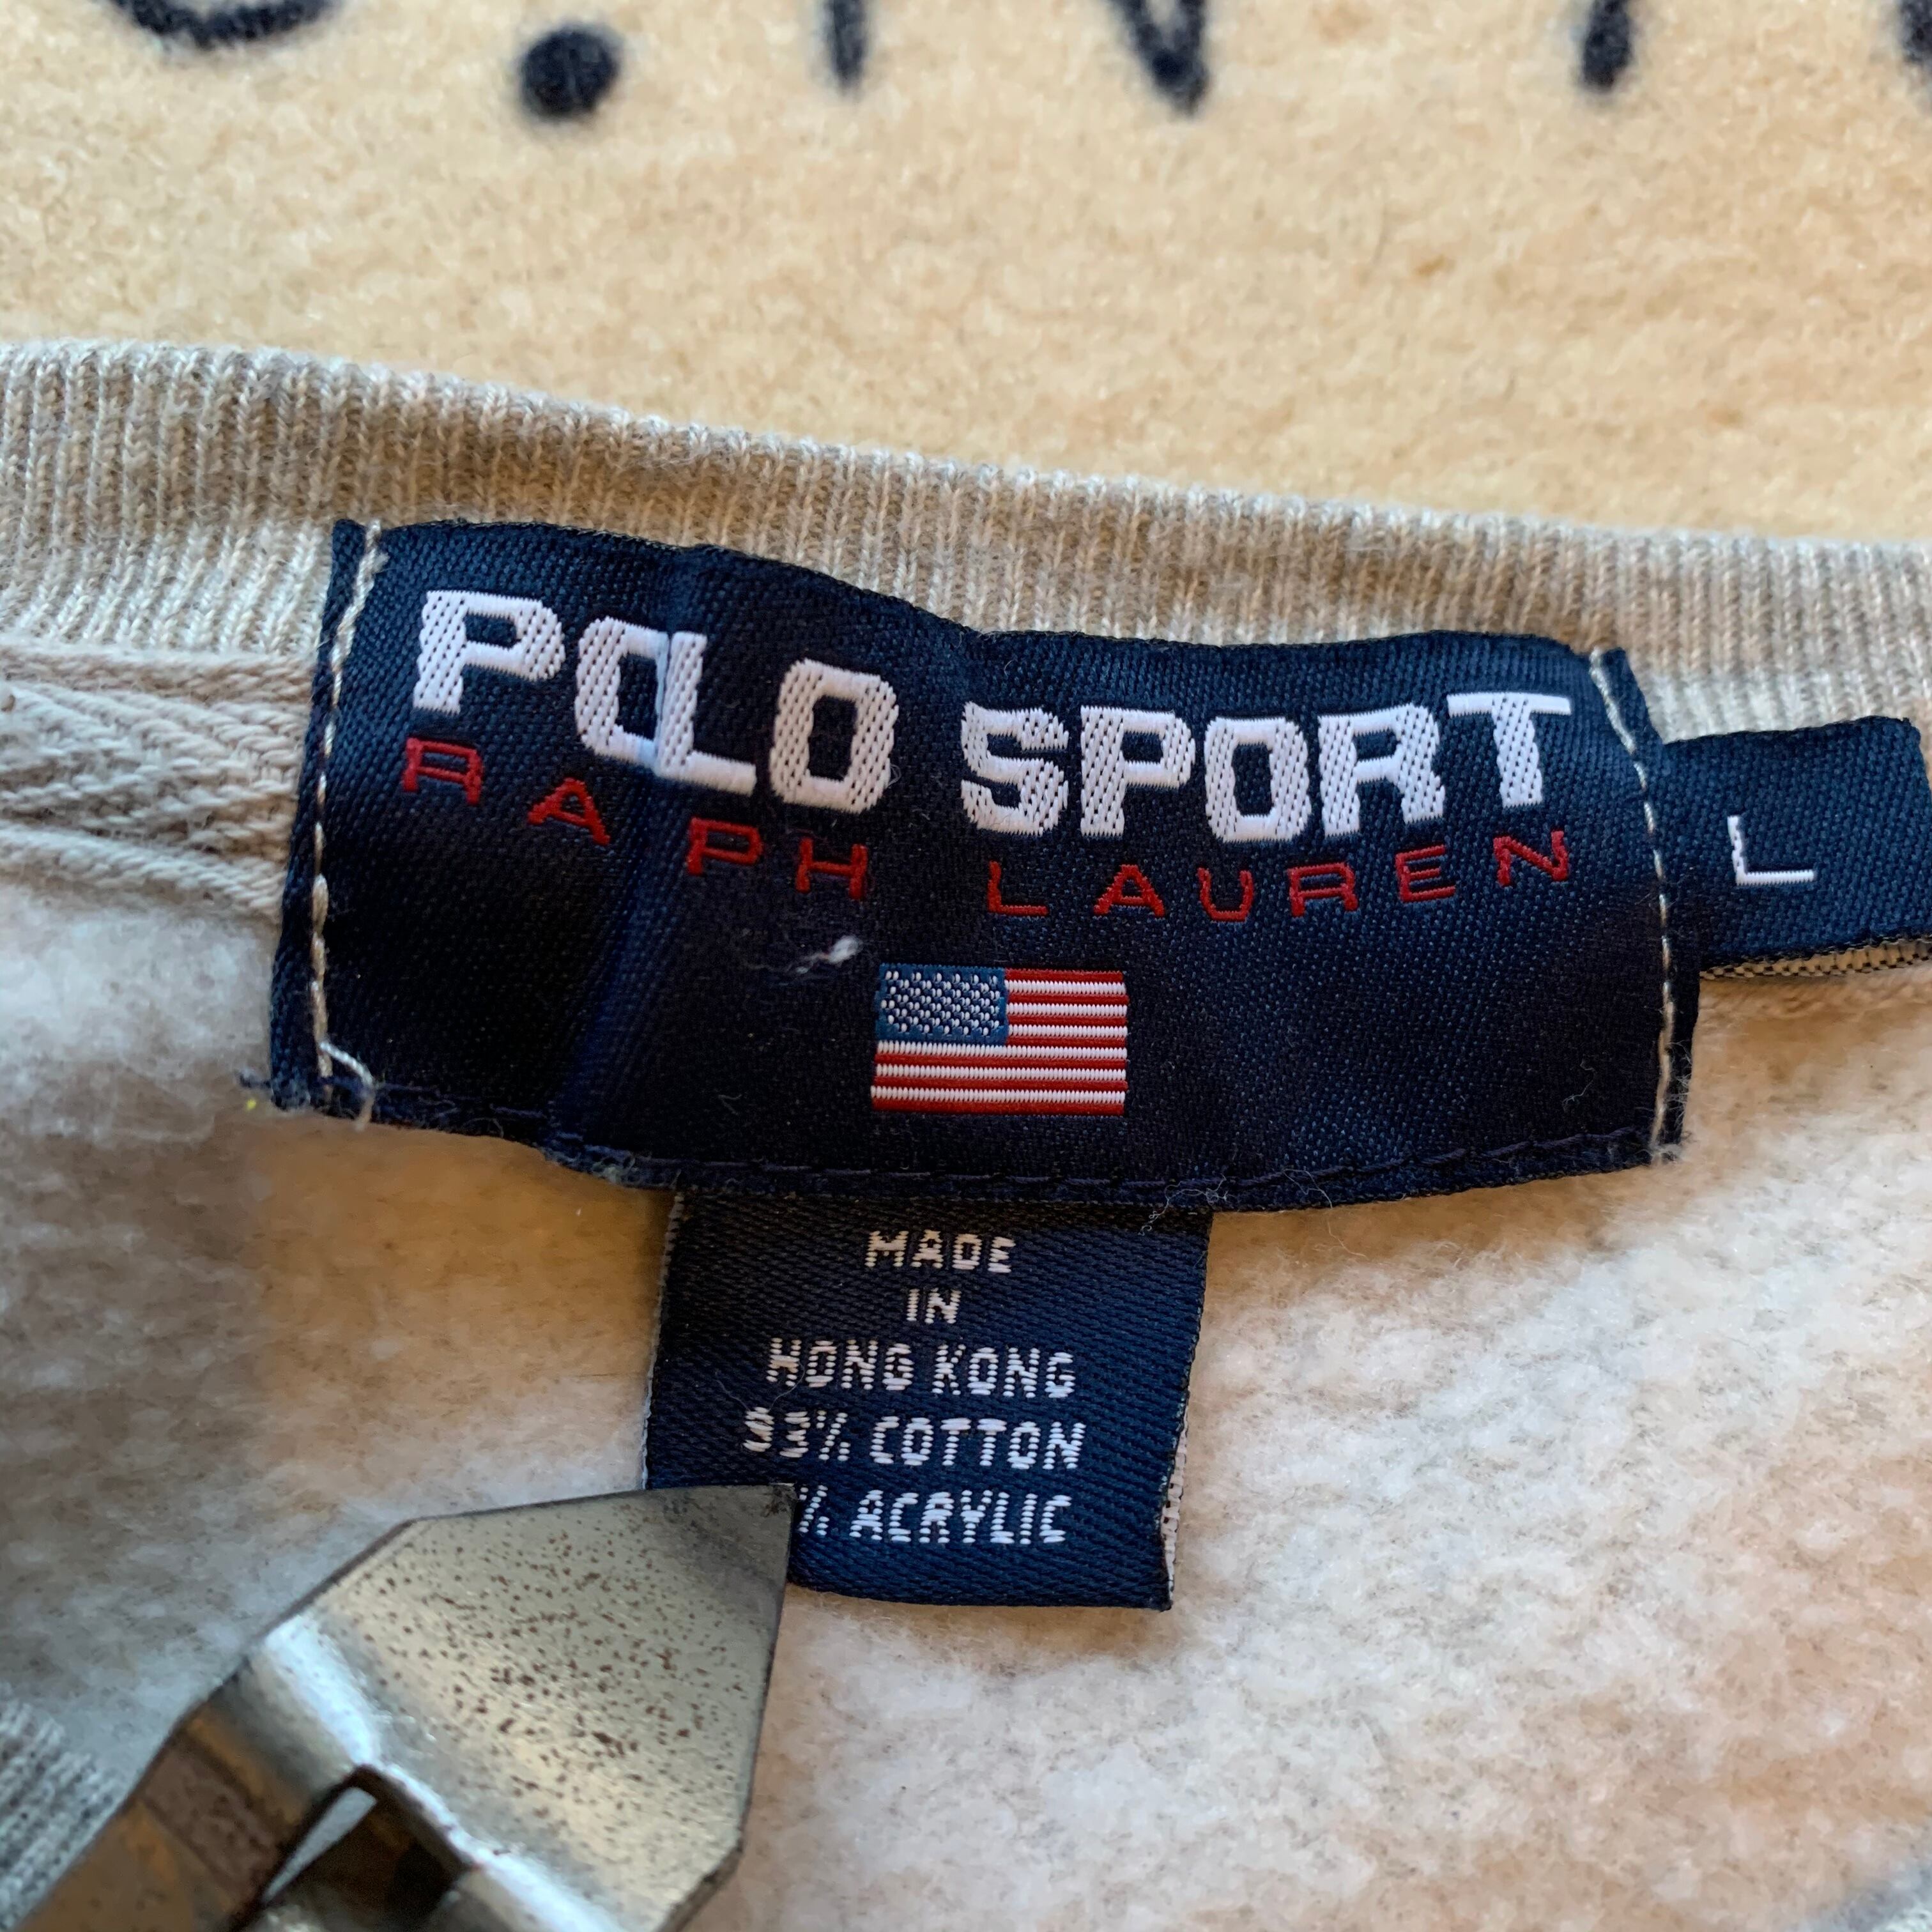 POLO SPORT
RALPH LAUREN
L
MADE
IN
HONG KONG
93% COTTON
% ACRYLIC